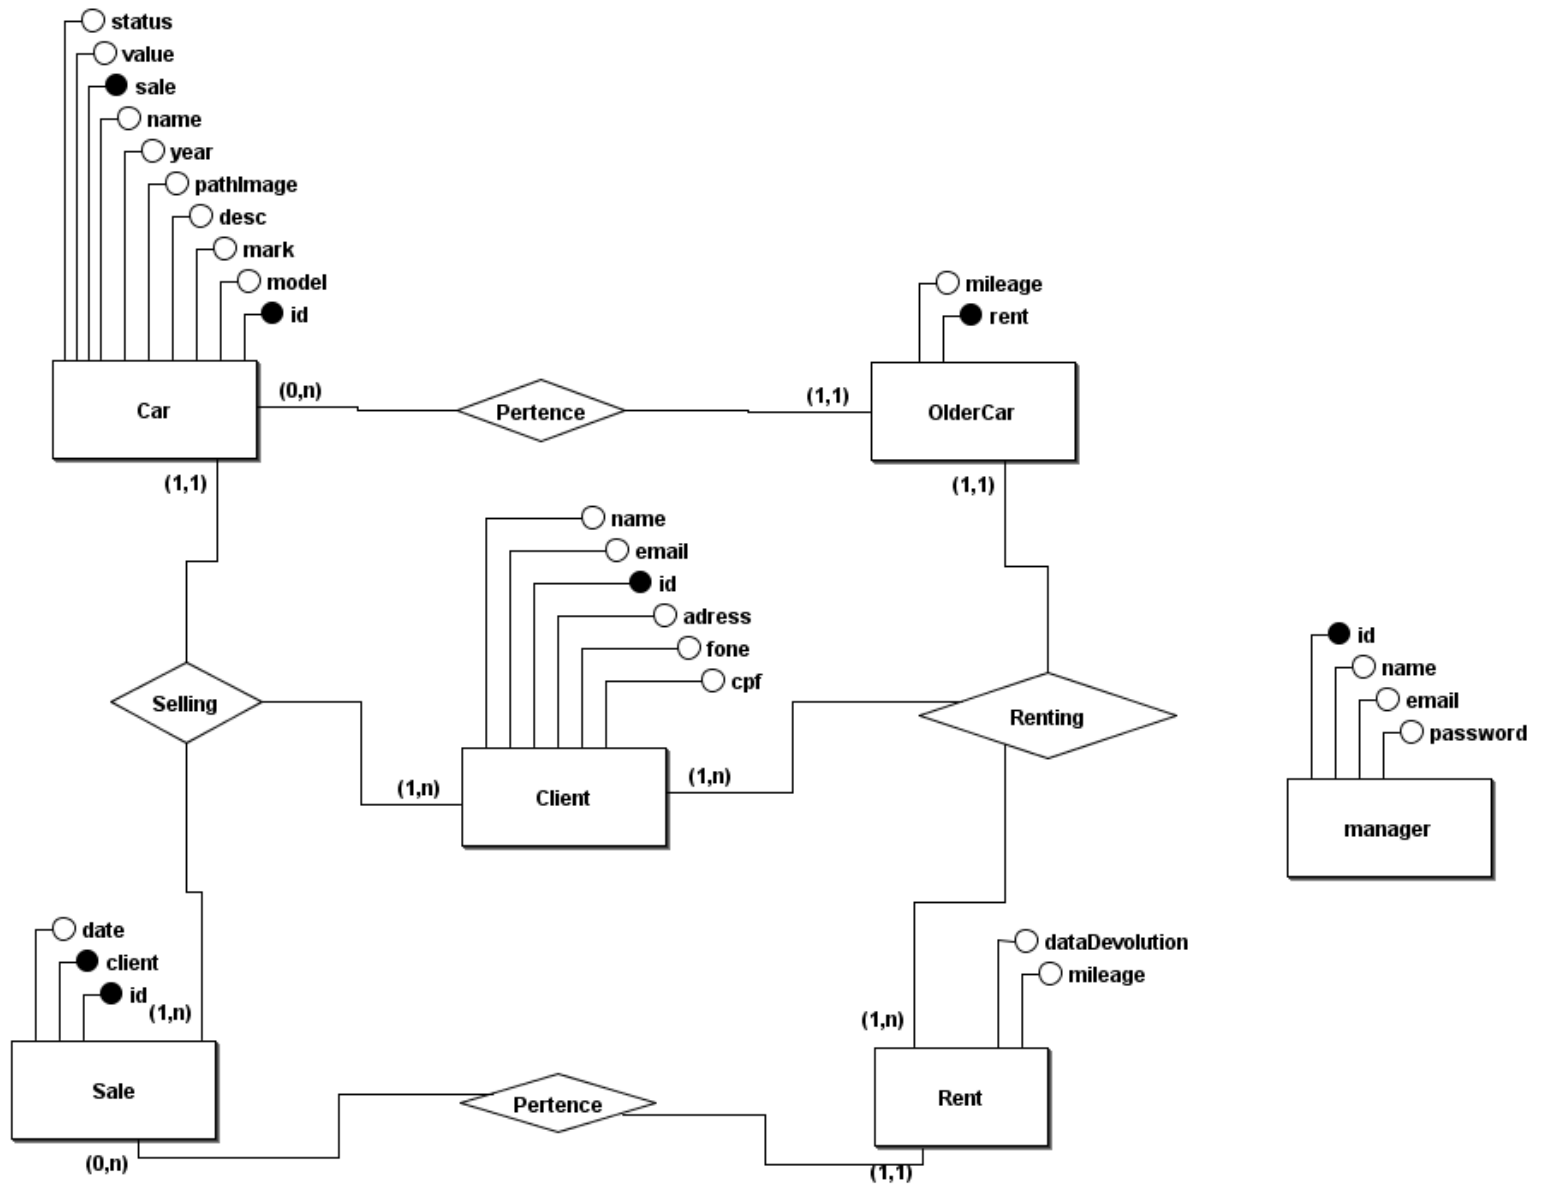 status
value
sale
name
year
pathImage
desc
mark
model
id
mileage
rent
Car
(0,n)
Pertence
(1,1)
OlderCar
(1,1)
(1,1)
name
email
id
adress
fone
cpf
Selling
Renting
(1,n)
Client
(1,n)
id
name
email
password
manager
date
client
id
(1,n)
Sale
(0,n)
Pertence
dataDevolution
mileage
(1,n)
Rent
(1,1)